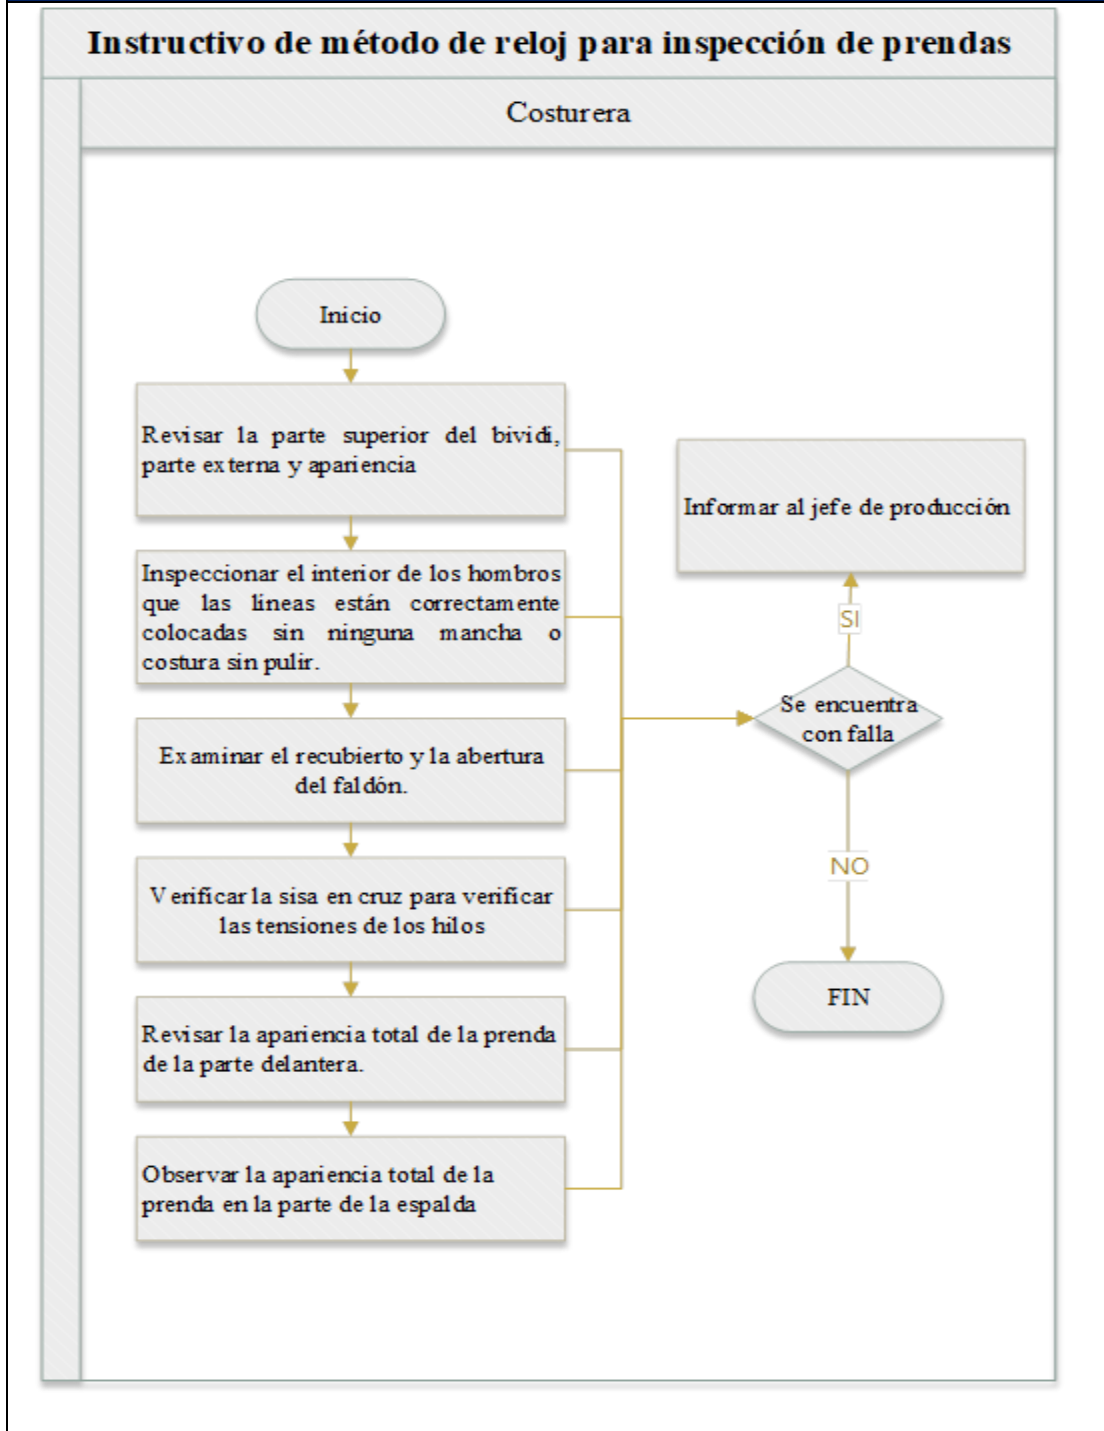 Instructivo de método de reloj para inspección de prendas
Costurera
Inicio
Revisar la parte superior del bividi,
parte externa y apariencia
Inspeccionar el interior de los hombros
que las líneas están correctamente
colocadas sin ninguna mancha o
costura sin pulir.
Examinar el recubierto y la abertura
del faldón.
Verificar la sisa en cruz para verificar
las tensiones de los hilos
Revisar la apariencia total de la prenda
de la parte delantera.
Observar la apariencia total de la
prenda en la parte de la espalda
Informar al jefe de producción
SI
Se encuentra
con falla
NO
FIN